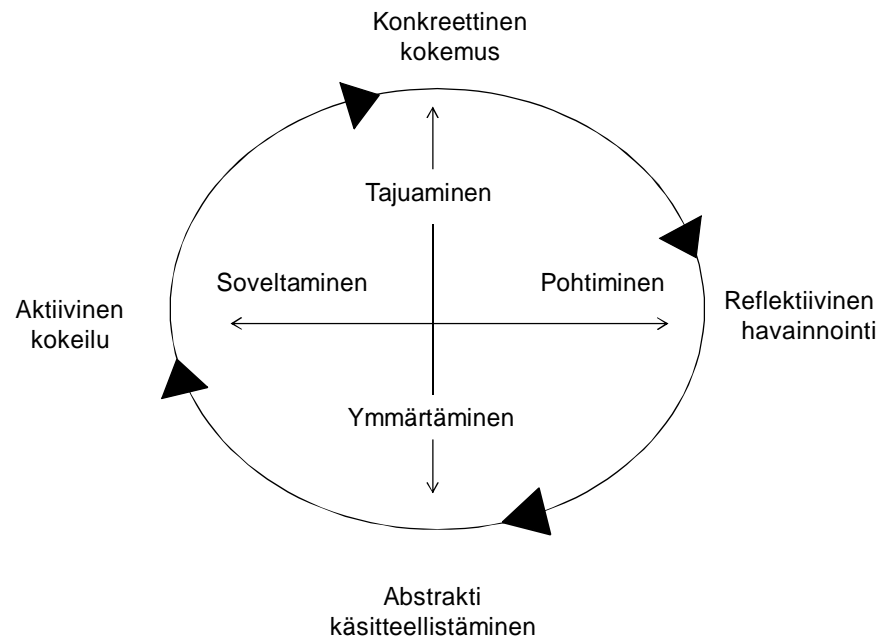 Konkreettinen
kokemus
Tajuaminen
Soveltaminen
Pohtiminen
Aktiivinen
kokeilu
Reflektiivinen
havainnointi
Ymmärtäminen
Abstrakti
käsitteellistäminen